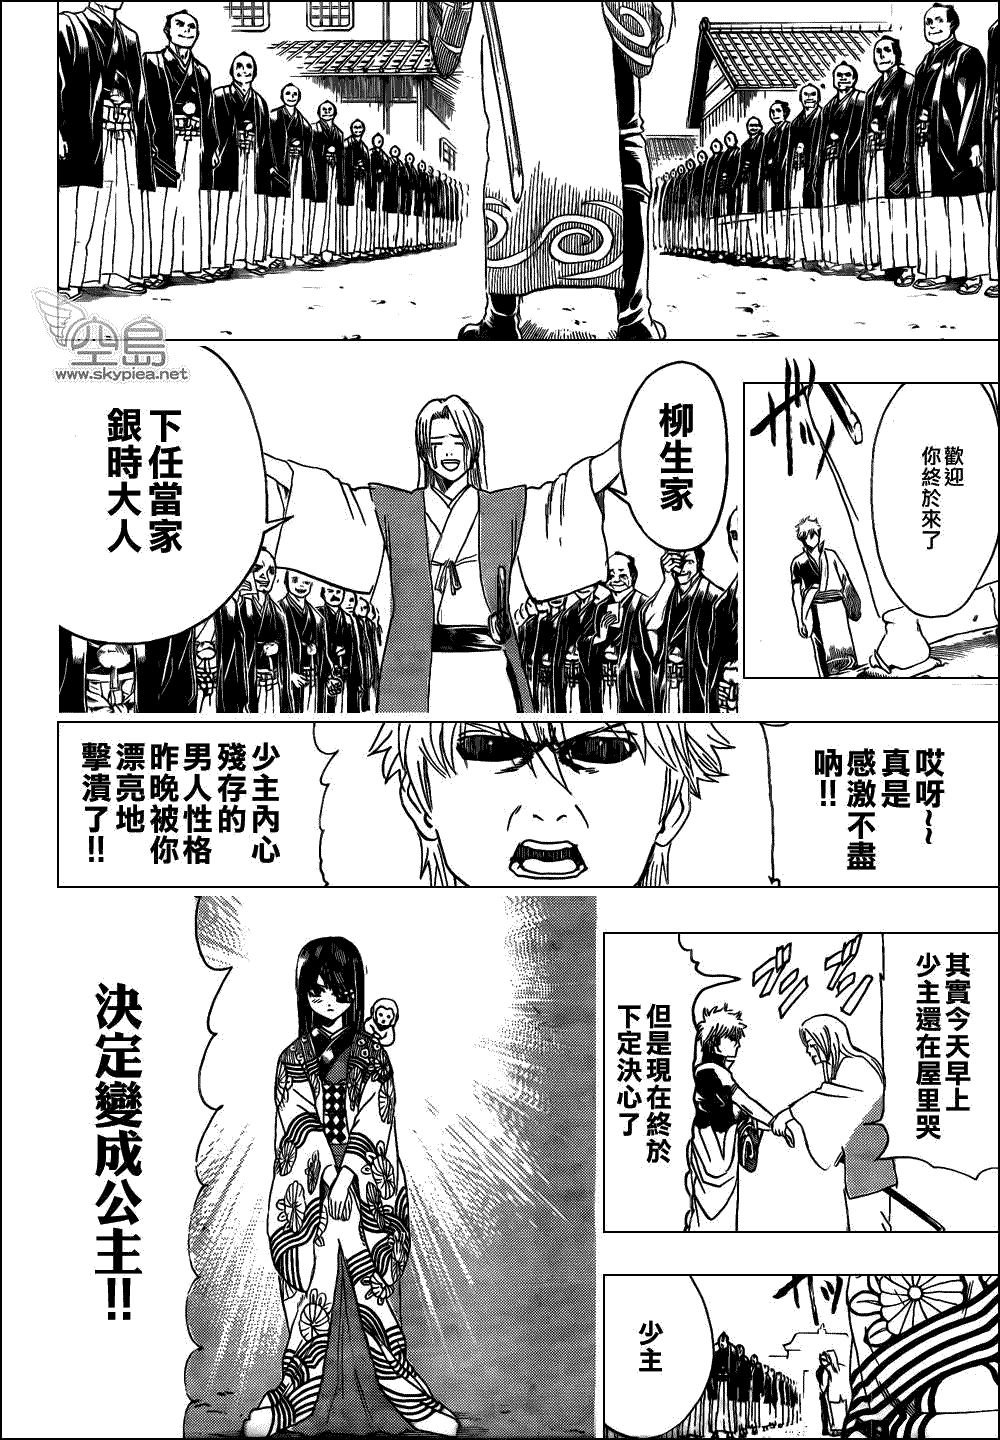 歡迎
你終於來了
柳生家
下任當家
銀時大人
哎呀~~
真是
感激不盡
吶!!
少主內心
殘存的
男人性格
昨晚被你
漂亮地
擊潰了!!
其實今天早上
少主還在屋里哭
但是現在終於
下定決心了
少主
決定變成公主!!
空島
www.skypiea.net